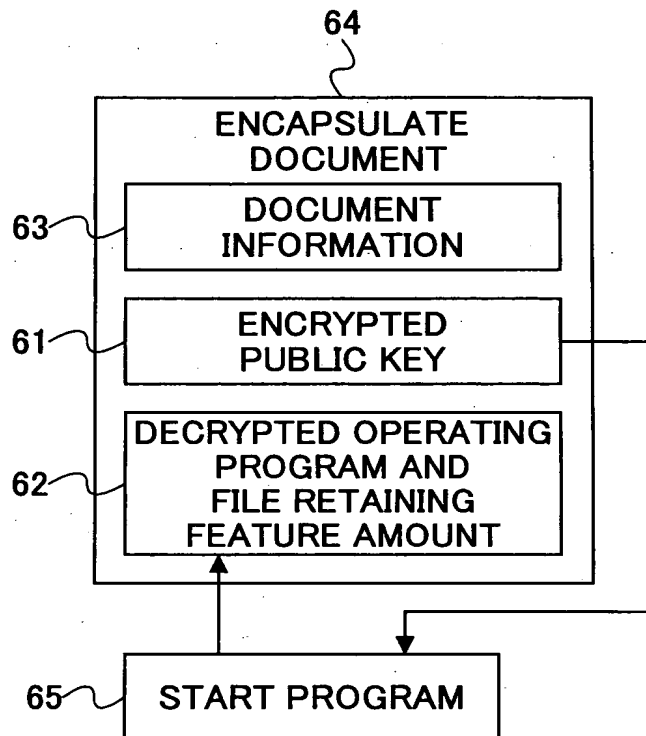 64
ENCAPSULATE
DOCUMENT
63
DOCUMENT
INFORMATION
61
ENCRYPTED
PUBLIC KEY
62
DECRYPTED OPERATING
PROGRAM AND
FILE RETAINING
FEATURE AMOUNT
65
START PROGRAM